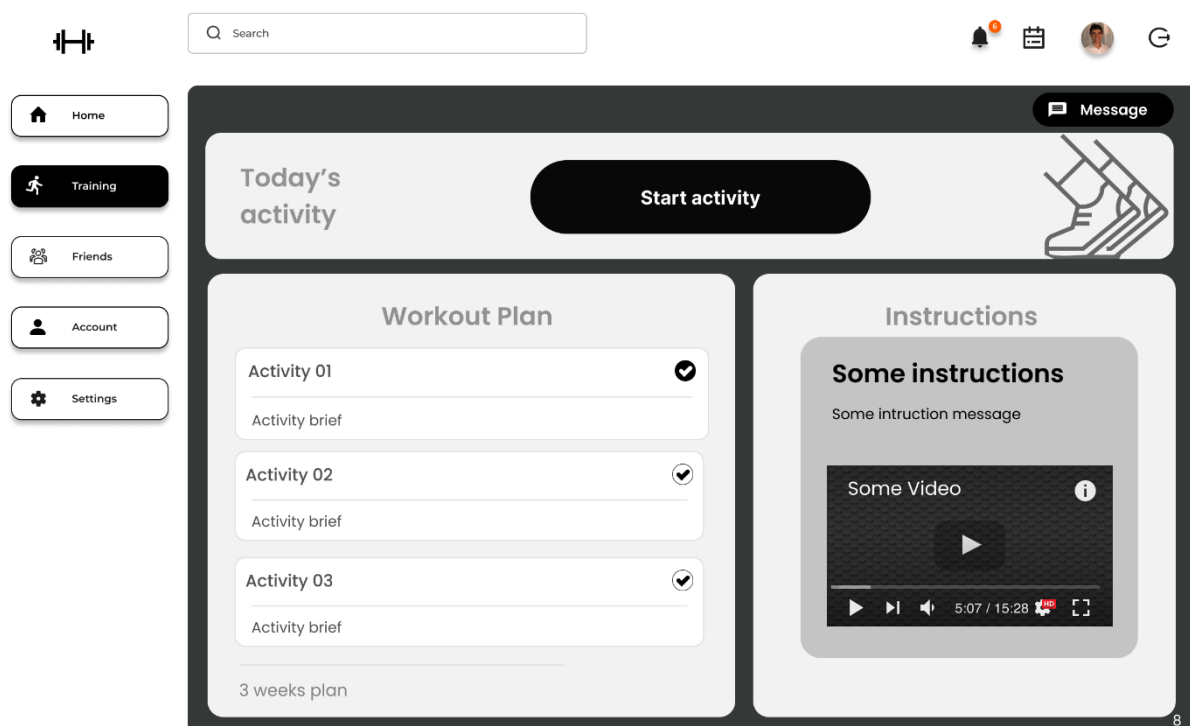 Search
6
Home
Training
Friends
Account
Settings
Message
Today's
activity
Start activity
Workout Plan
Activity 01
Activity brief
Activity 02
Activity brief
Activity 03
Activity brief
3 weeks plan
Instructions
Some instructions
Some intruction message
Some Video
i
5:07 / 15:28
HD
8